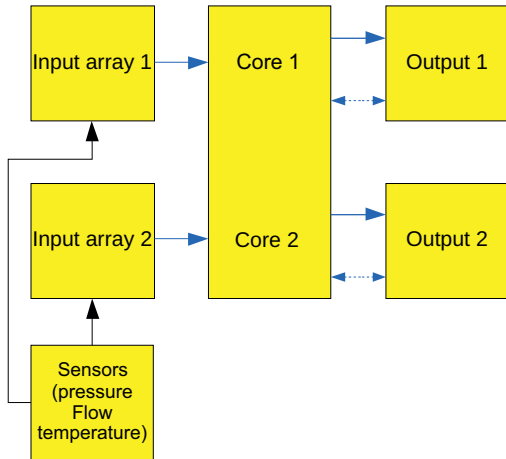 Input array 1
Core 1
Output 1
Input array 2
Core 2
Output 2
Sensors
(pressure
Flow
temperature)